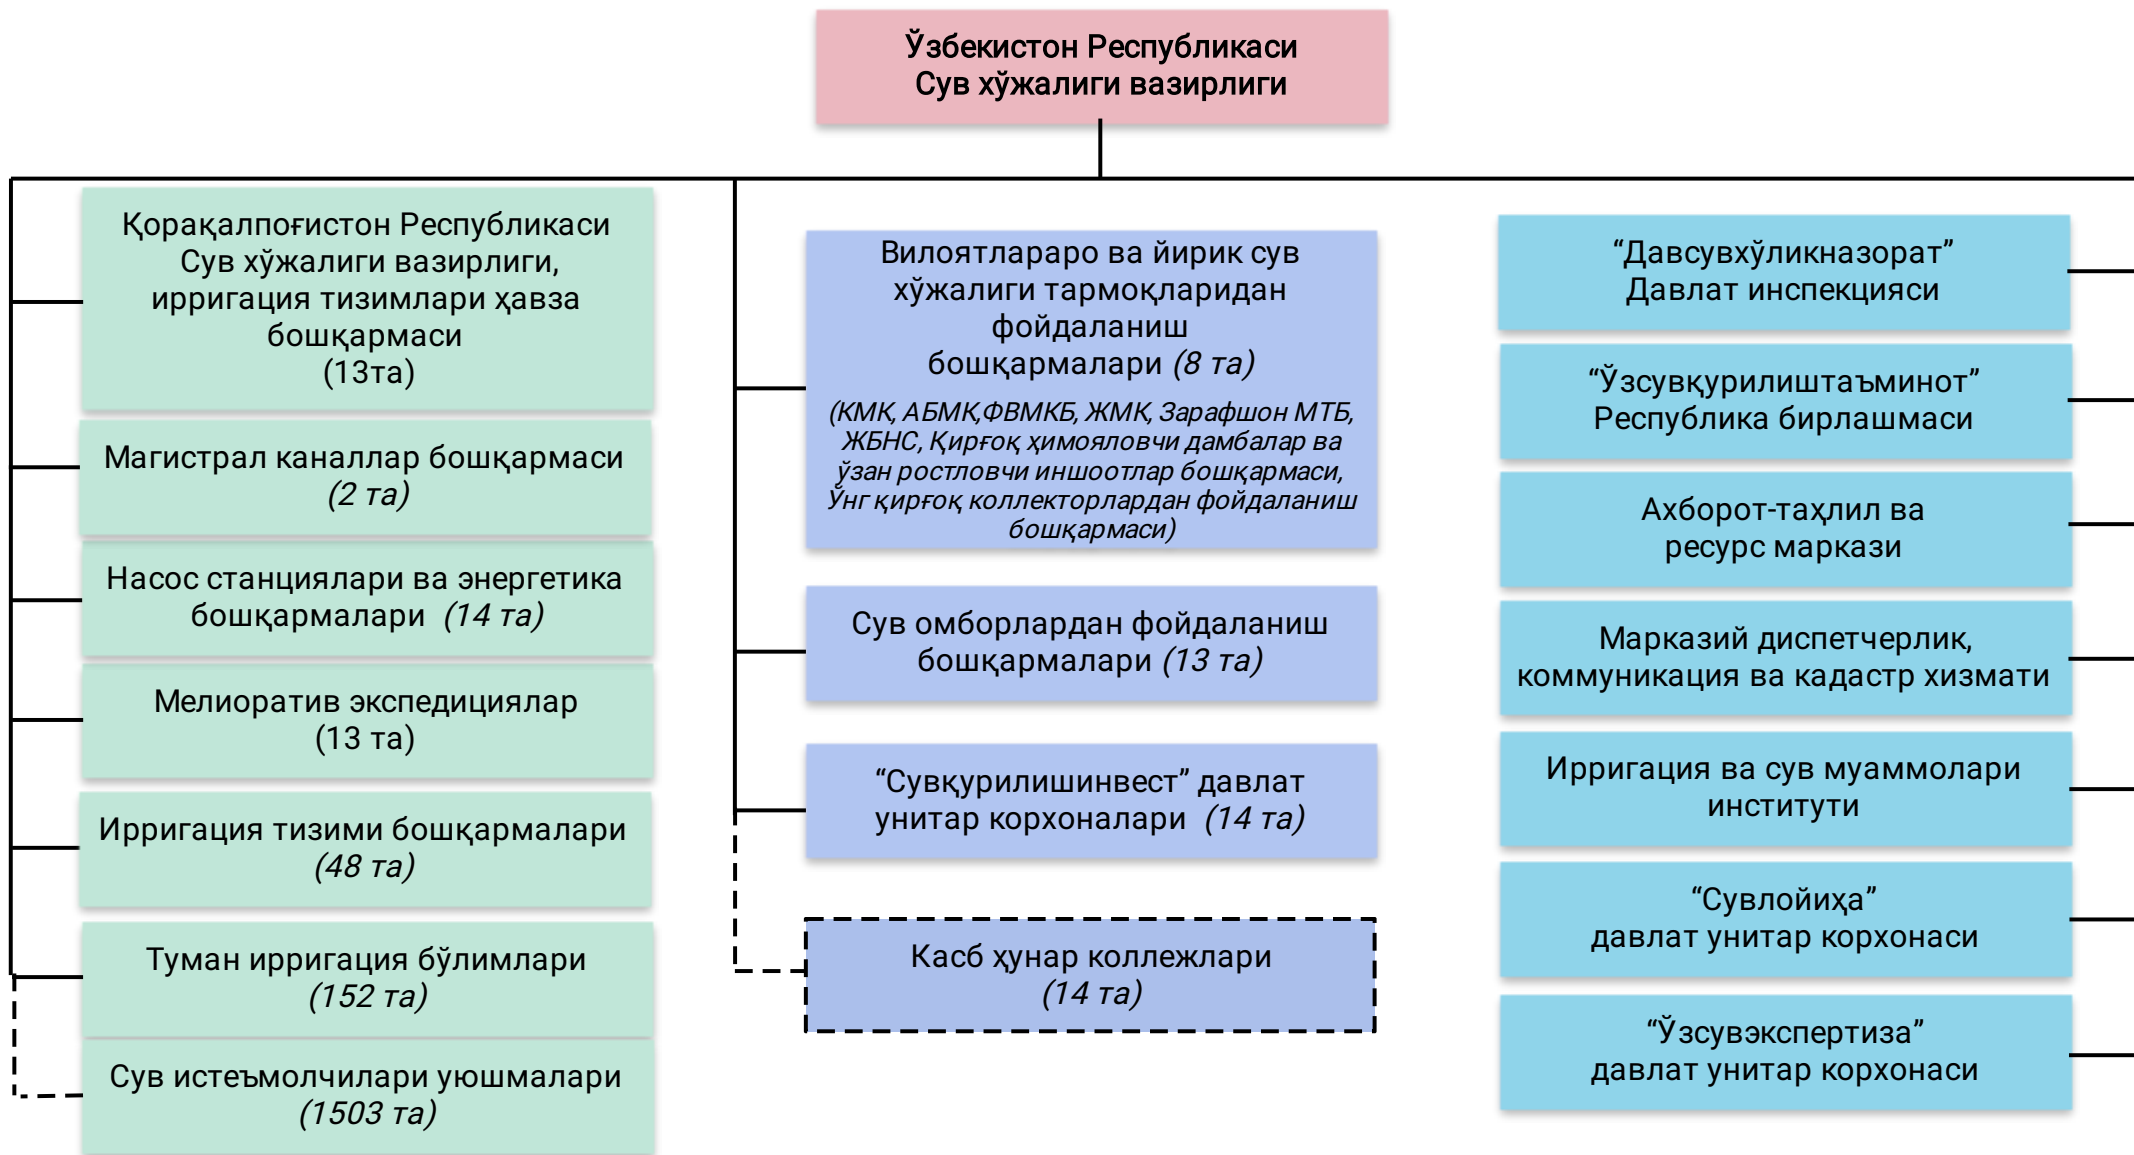 Ўзбекистон Республикаси
Сув хўжалиги вазирлиги
Қорақалпоғистон Республикаси
Сув хўжалиги вазирлиги,
ирригация тизимлари ҳавза
бошқармаси
(13та)
Магистрал каналлар бошқармаси
(2 та)
Насос станциялари ва энергетика
бошқармалари (14 та)
Мелиоратив экспедициялар
(13 та)
Ирригация тизими бошқармалари
(48 та)
Туман ирригация бўлимлари
(152 та)
Сув истеъмолчилари уюшмалари
(1503 та)
Вилоятлараро ва йирик сув
хўжалиги тармоқларидан
фойдаланиш
бошқармалари (8 та)
(КМҚ, АБМҚ,ФВМКБ, ЖМК, Зарафшон МТБ,
ЖБНС, Қирғоқ ҳимояловчи дамбалар ва
ўзан ростловчи иншоотлар бошқармаси,
Ўнг қирғоқ коллекторлардан фойдаланиш
бошқармаси)
Сув омборлардан фойдаланиш
бошқармалари (13 та)
“Сувқурилишинвест” давлат
унитар корхоналари (14 та)
Касб ҳунар коллежлари
(14 та)
“Давсувхўликназорат”
Давлат инспекцияси
“Ўзсувқурилиштаъминот”
Республика бирлашмаси
Ахборот-таҳлил ва
ресурс маркази
Марказий диспетчерлик,
коммуникация ва кадастр хизмати
Ирригация ва сув муаммолари
институти
“Сувлойиҳа”
давлат унитар корхонаси
“Ўзсувэкспертиза”
давлат унитар корхонаси